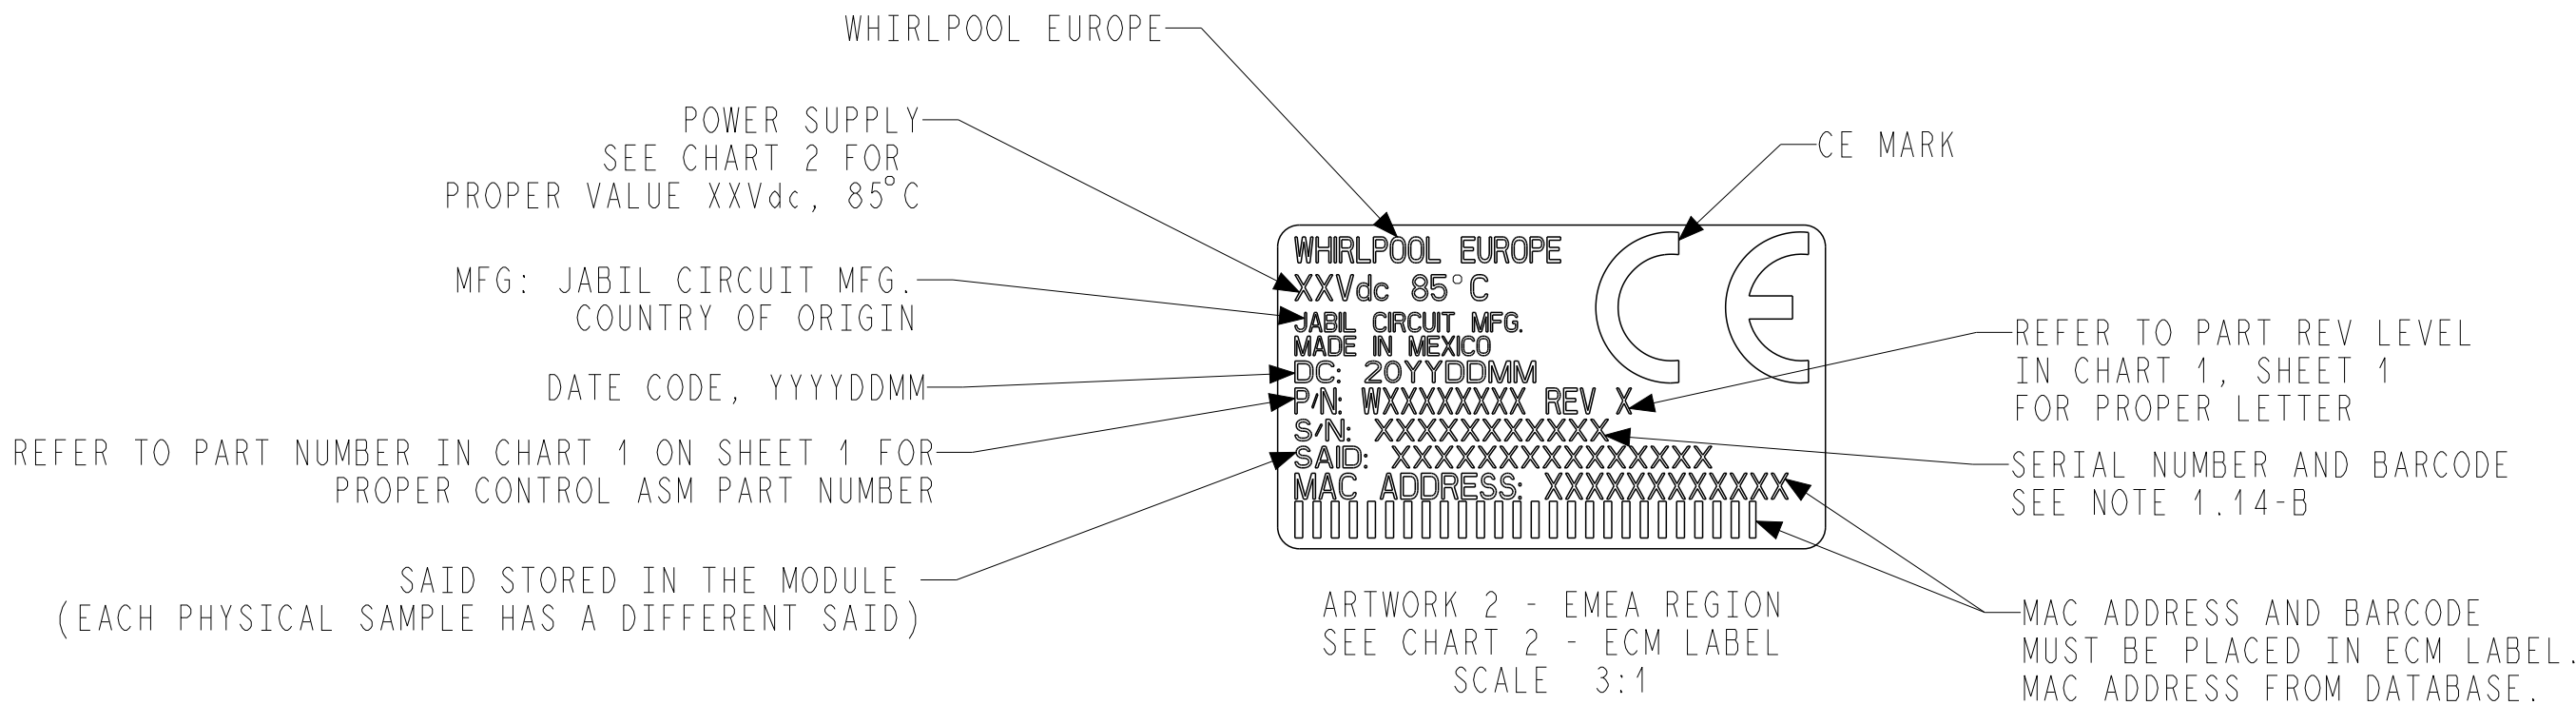 WHIRLPOOL EUROPE
POWER SUPPLY
SEE CHART 2 FOR
PROPER VALUE XXVdc, 85°C
MFG: JABIL CIRCUIT MFG.
COUNTRY OF ORIGIN
DATE CODE, YYYYDDMM
REFER TO PART NUMBER IN CHART 1 ON SHEET 1 FOR
PROPER CONTROL ASM PART NUMBER
SAID STORED IN THE MODULE
(EACH PHYSICAL SAMPLE HAS A DIFFERENT SAID)
WHIRLPOOL EUROPE
XXVdc 85°C
JABIL CIRCUIT MFG.
MADE IN MEXICO
DC: 20YYDDMM
P/N: WXXXXXXXX REV X
S/N: XXXXXXXXXXX
SAID: XXXXXXXXXXXXXXX
MAC ADDRESS: XXXXXXXXXXXX
CE
ARTWORK 2 - EMEA REGION
SEE CHART 2 - ECM LABEL
SCALE 3:1
CE MARK
REFER TO PART REV LEVEL
IN CHART 1, SHEET 1
FOR PROPER LETTER
SERIAL NUMBER AND BARCODE
SEE NOTE 1.14-B
MAC ADDRESS AND BARCODE
MUST BE PLACED IN ECM LABEL.
MAC ADDRESS FROM DATABASE.